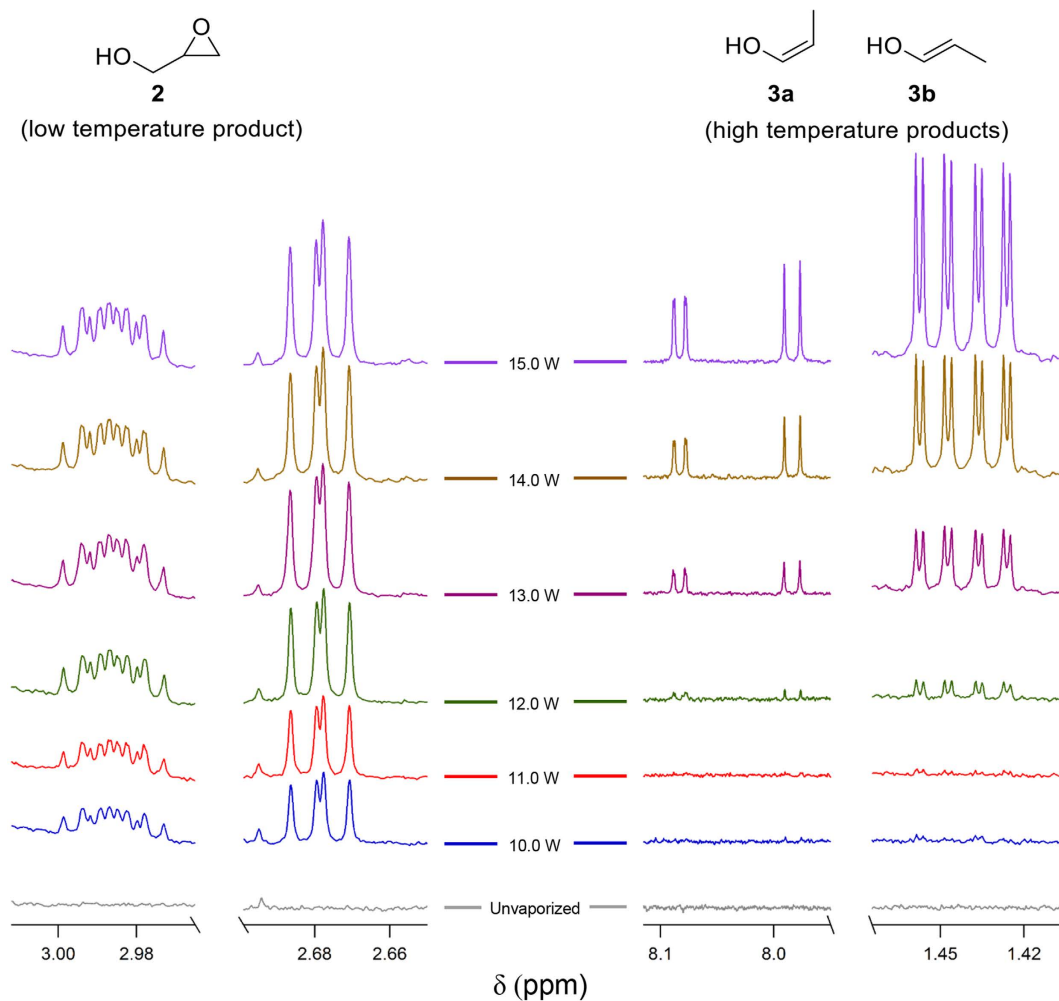 O
HO
2
(low temperature product)
HO
3a
HO
3b
(high temperature products)
15.0 W
14.0 W
13.0 W
12.0 W
11.0 W
10.0 W
Unvaporized
3.00 2.98 2.68 2.66 8.1 8.0 1.45 1.42
δ (ppm)